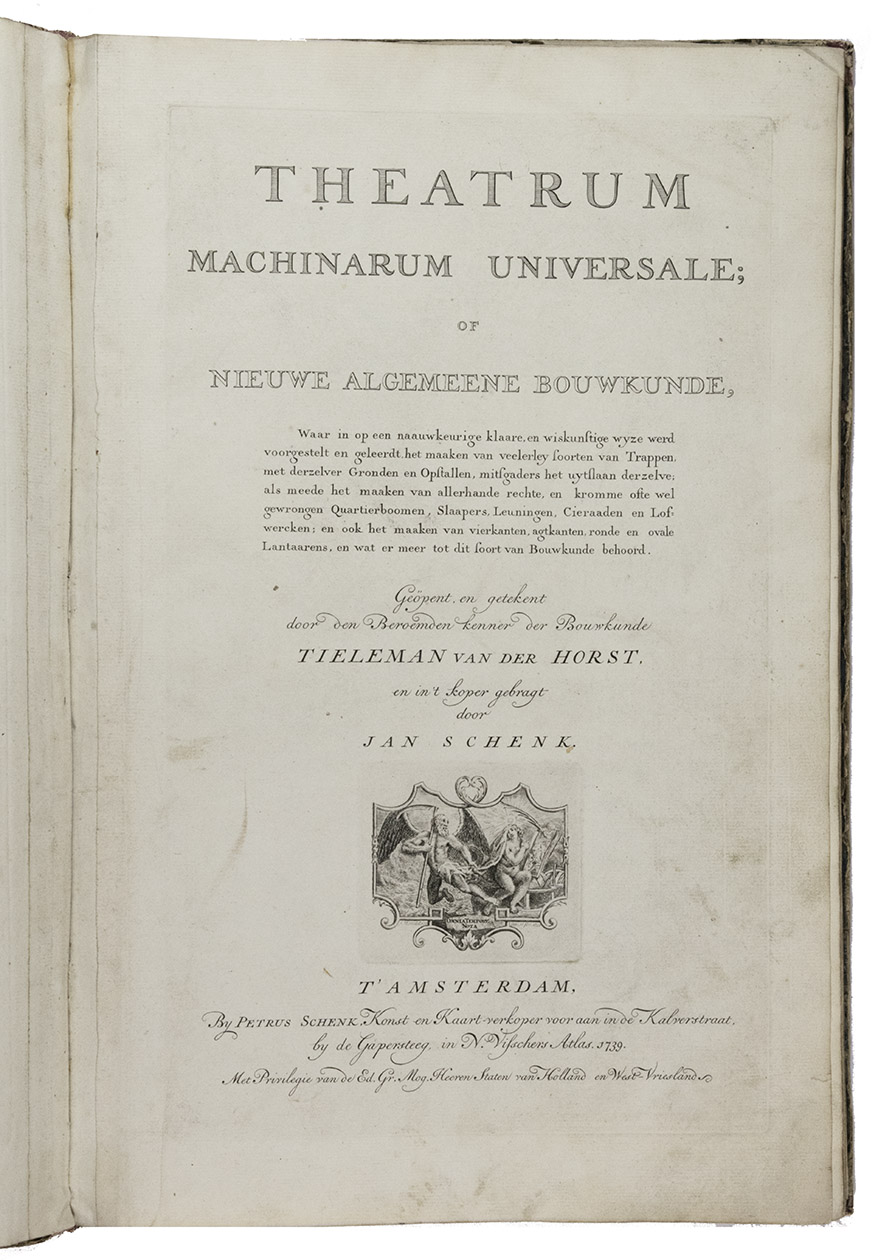 THEATRUM
MACHINARUM UNIVERSALE;
OF
NIEUWE ALGEMEENE BOUWKUNDE,
Waar in op een naauwkeurige klaare, en wiskunſtige wyze werd
voorgestelt en geleerdt, het maaken van veelerley ſoorten van Trappen,
met derzelver Gronden en Opſtallen, mitſgaders het uytſlaan derzelve;
als meede het maaken van allerhande rechte, en kromme ofte wel
gewrongen Quartierboomen, Slaapers, Leuningen, Cieraaden en Lof-
wercken; en ook het maaken van vierkanten, agtkanten, ronde en ovale
Lantaarens, en wat er meer tot dit ſoort van Bouwkunde behoord.
Geöpent, en getekent
door den Beroemden kenner der Bouwkunde
TIELEMAN VAN DER HORST,
en in't koper gebragt
door
JAN SCHENK.
OMNIA TEMPORE
NOTA
T'AMSTERDAM,
By PETRUS SCHENK, Konst en Kaart-verkoper voor aan in de Kalverstraat,
by de Gapersteeg, in N. Viſschers Atlas. 1739.
Met Privilegie van de Ed. Gr. Mog. Heeren Staten van Holland en West-Vriesland